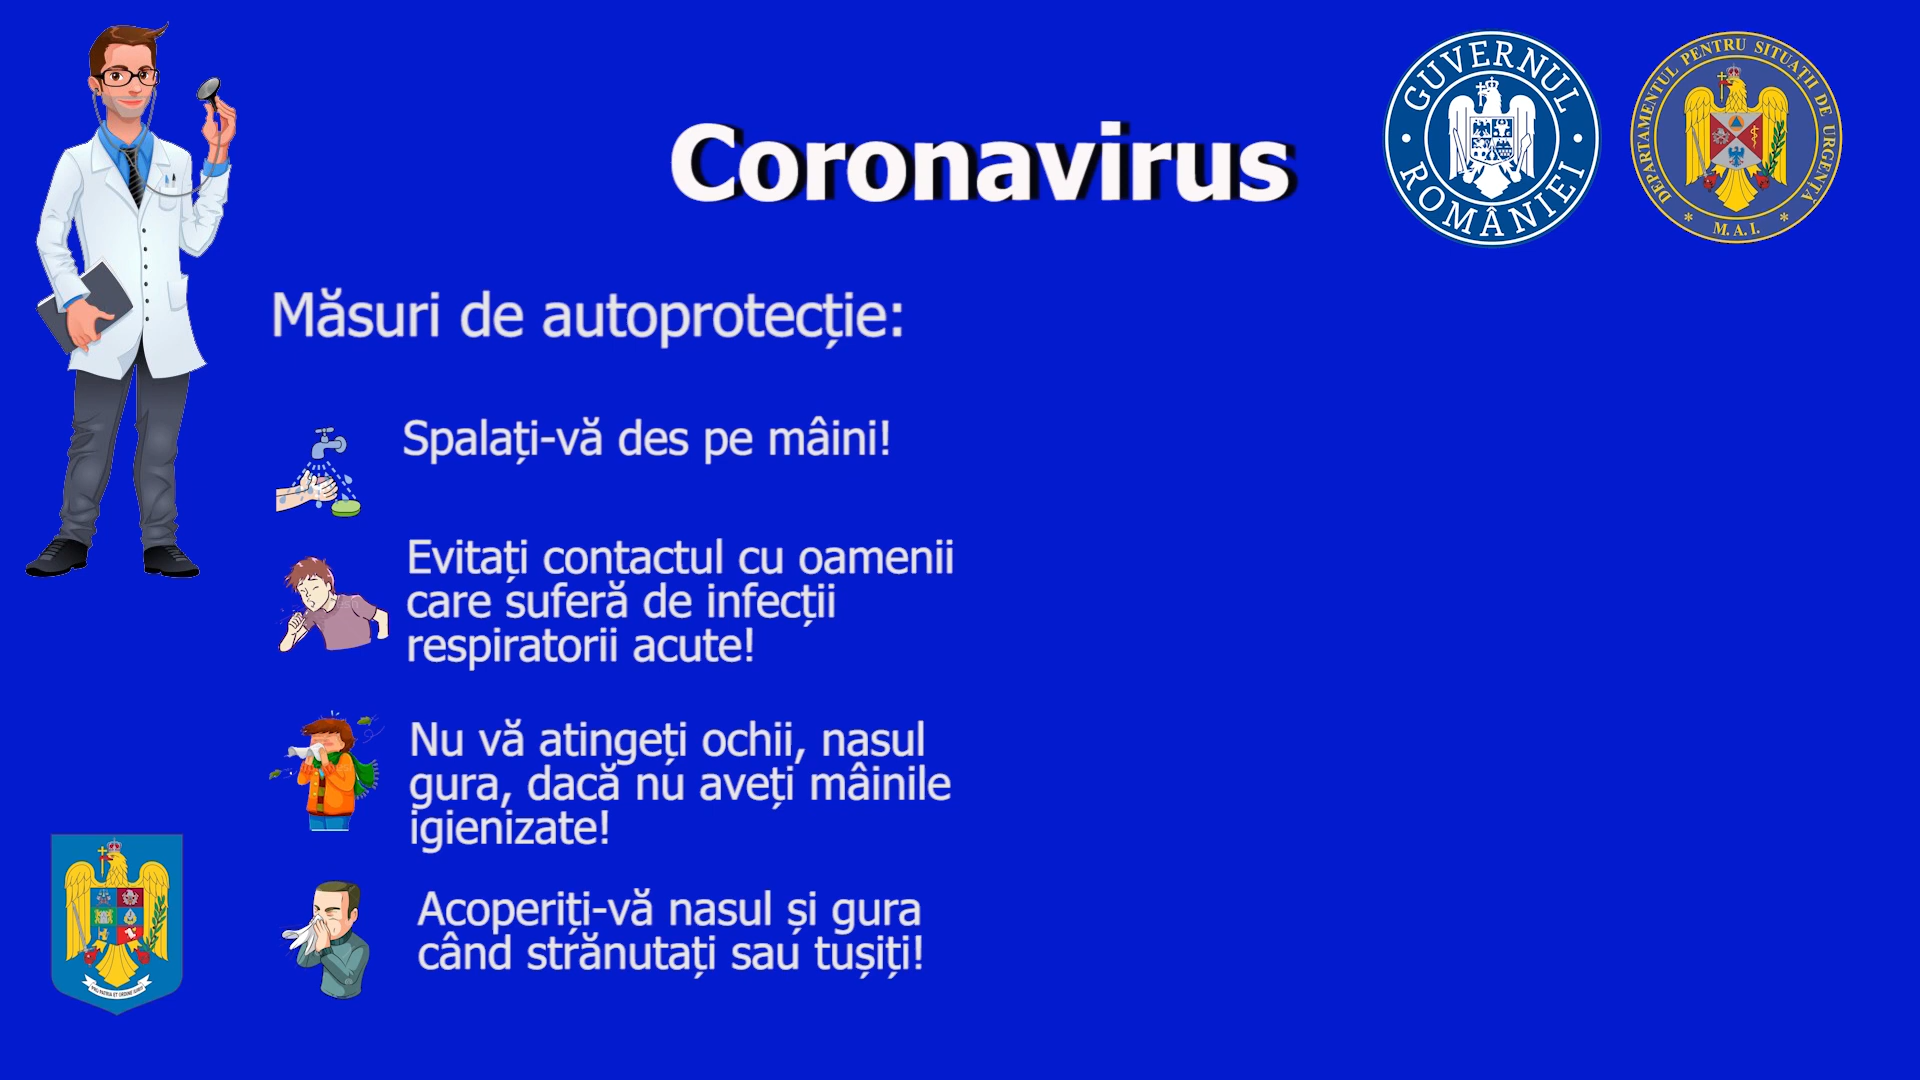 GUVERNUL ROMÂNIEI
DEPARTAMENTUL PENTRU SITUAȚII DE URGENȚĂ
* M.A.I. *
Coronavirus
Măsuri de autoprotecție:
Spalați-vă des pe mâini!
Evitați contactul cu oamenii
care suferă de infecții
respiratorii acute!
Nu vă atingeți ochii, nasul
gura, dacă nu aveți mâinile
igienizate!
Acoperiți-vă nasul și gura
când strănutați sau tușiți!